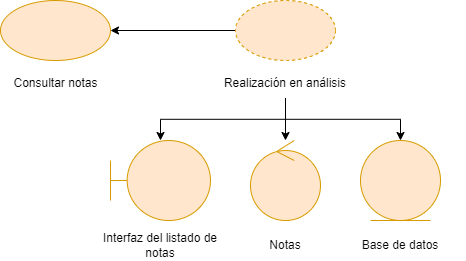 Consultar notas
Realización en análisis
Interfaz del listado de
notas
Notas
Base de datos